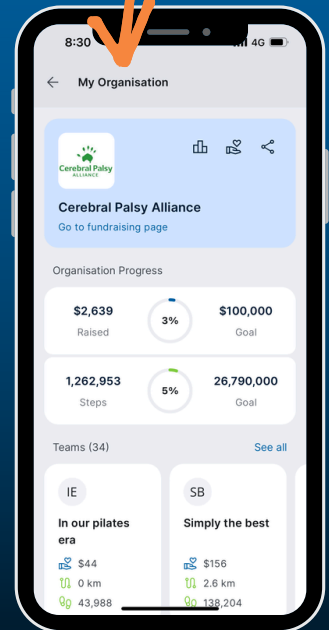 8:30
4G
My Organisation
Cerebral Palsy
ALLIANCE
Cerebral Palsy Alliance
Go to fundraising page
Organisation Progress
$2,639 3% $100,000
Raised Goal
1,262,953 5% 26,790,000
Steps Goal
Teams (34) See all
IE SB
In our pilates Simply the best
era
$44 $156
0 km 2.6 km
43,988 138,204